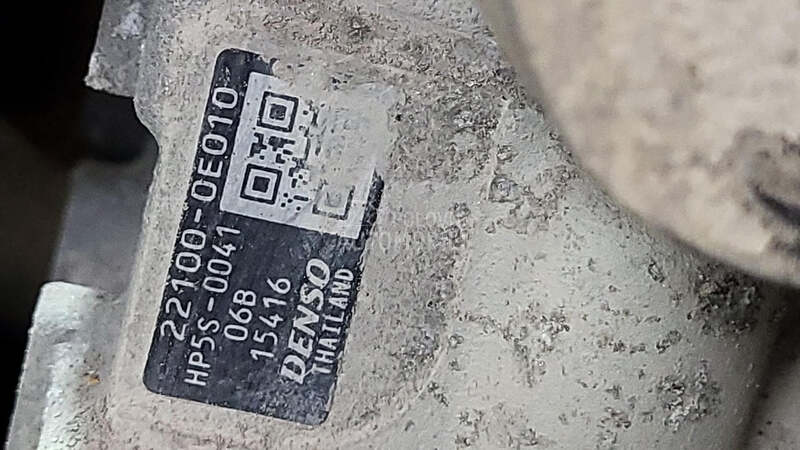 22100-0E010
HP5S-0041
06B
15416
DENSO
THAILAND